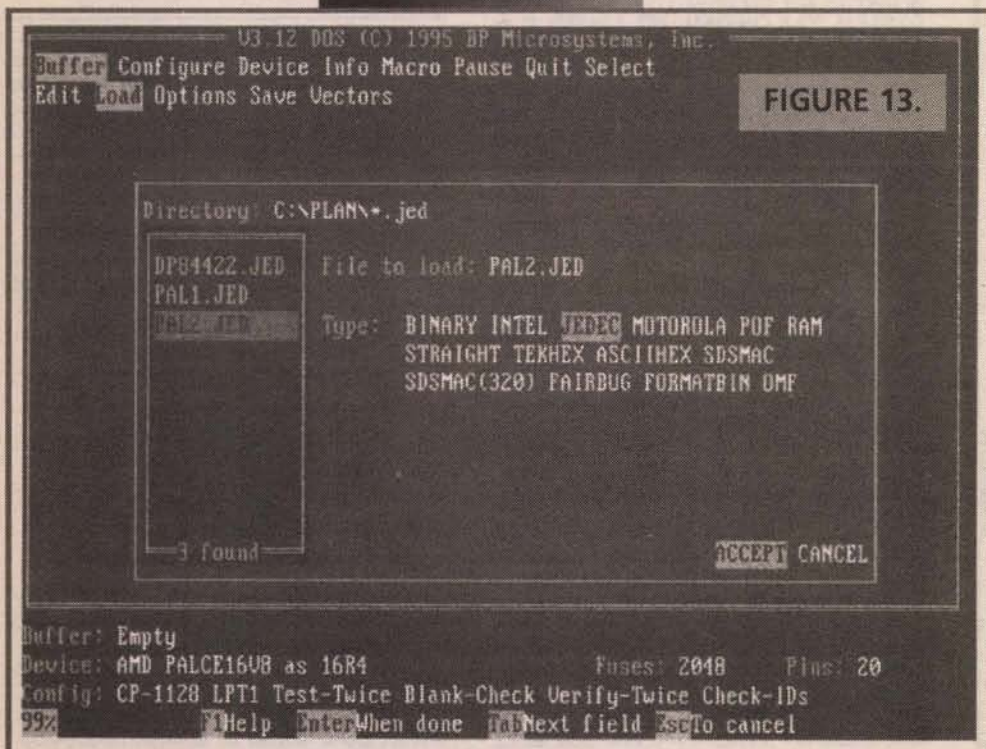 V3.12 DOS (C) 1995 BP Microsystems, Inc.
Buffer Configure Device Info Macro Pause Quit Select
Edit Load Options Save Vectors
FIGURE 13.
Directory: C:\PLAN\*.jed
DP84422.JED
PAL1.JED
PAL2.JED
File to load: PAL2.JED
Type: BINARY INTEL JEDEC MOTOROLA POF RAM
STRAIGHT TEKHEX ASCIIHEX SDSMAC
SDSMAC(320) FAIRBUG FORMATBIN OMF
3 found
ACCEPT CANCEL
Buffer: Empty
Device: AMD PALCE16V8 as 16R4 Fuses: 2048 Pins: 20
Config: CP-1128 LPT1 Test-Twice Blank-Check Verify-Twice Check-IDs
99% F1Help EnterWhen done TabNext field EscTo cancel